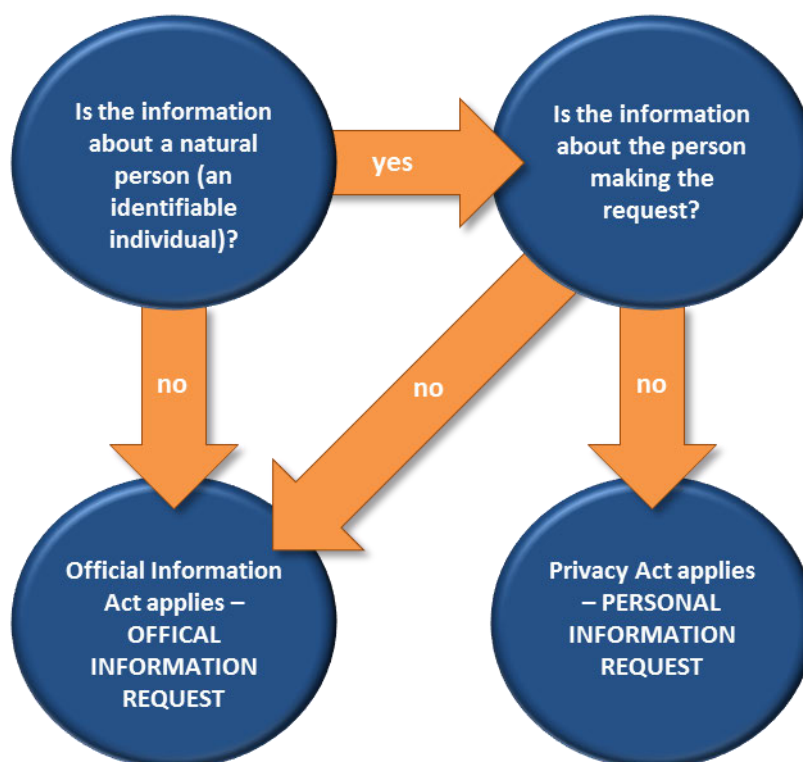 Is the information
about a natural
person (an
identifiable
individual)?
yes
Is the information
about the person
making the
request?
no
no
no
Official Information
Act applies –
OFFICAL
INFORMATION
REQUEST
Privacy Act applies
– PERSONAL
INFORMATION
REQUEST